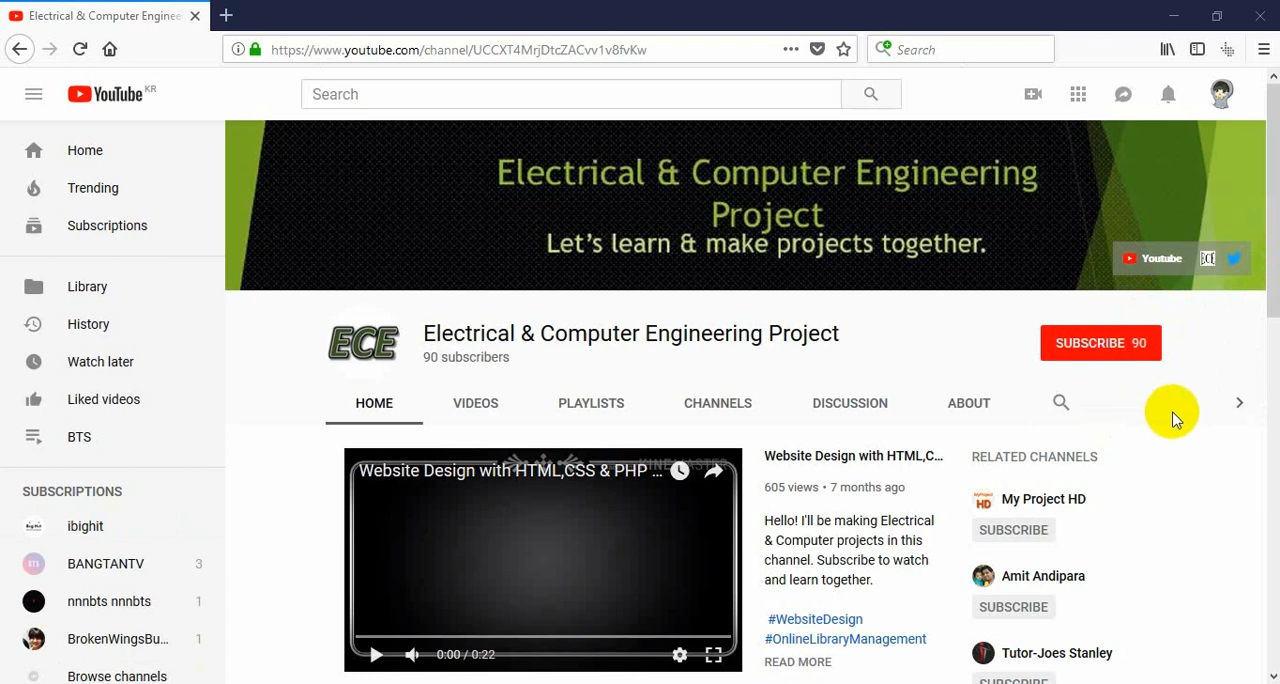 Electrical & Computer Enginee
https://www.youtube.com/channel/UCCXT4MrjDtcZACvv1v8fvKw
Search
YouTube KR
Search
Home
Trending
Subscriptions
Library
History
Watch later
Liked videos
BTS
SUBSCRIPTIONS
ibighit
BANGTANTV 3
nnnbts nnnbts 1
BrokenWingsBu... 1
Browse channels
Electrical & Computer Engineering
Project
Let's learn & make projects together.
Youtube ECE
ECE
Electrical & Computer Engineering Project
90 subscribers
SUBSCRIBE 90
HOME VIDEOS PLAYLISTS CHANNELS DISCUSSION ABOUT
Website Design with HTML,CSS & PHP ...
KINEMASTER
0:00 / 0:22
Website Design with HTML,C...
605 views • 7 months ago
Hello! I'll be making Electrical
& Computer projects in this
channel. Subscribe to watch
and learn together.
#WebsiteDesign
#OnlineLibraryManagement
READ MORE
RELATED CHANNELS
HD
My Project HD
SUBSCRIBE
Amit Andipara
SUBSCRIBE
Tutor-Joes Stanley
SUBSCRIBE